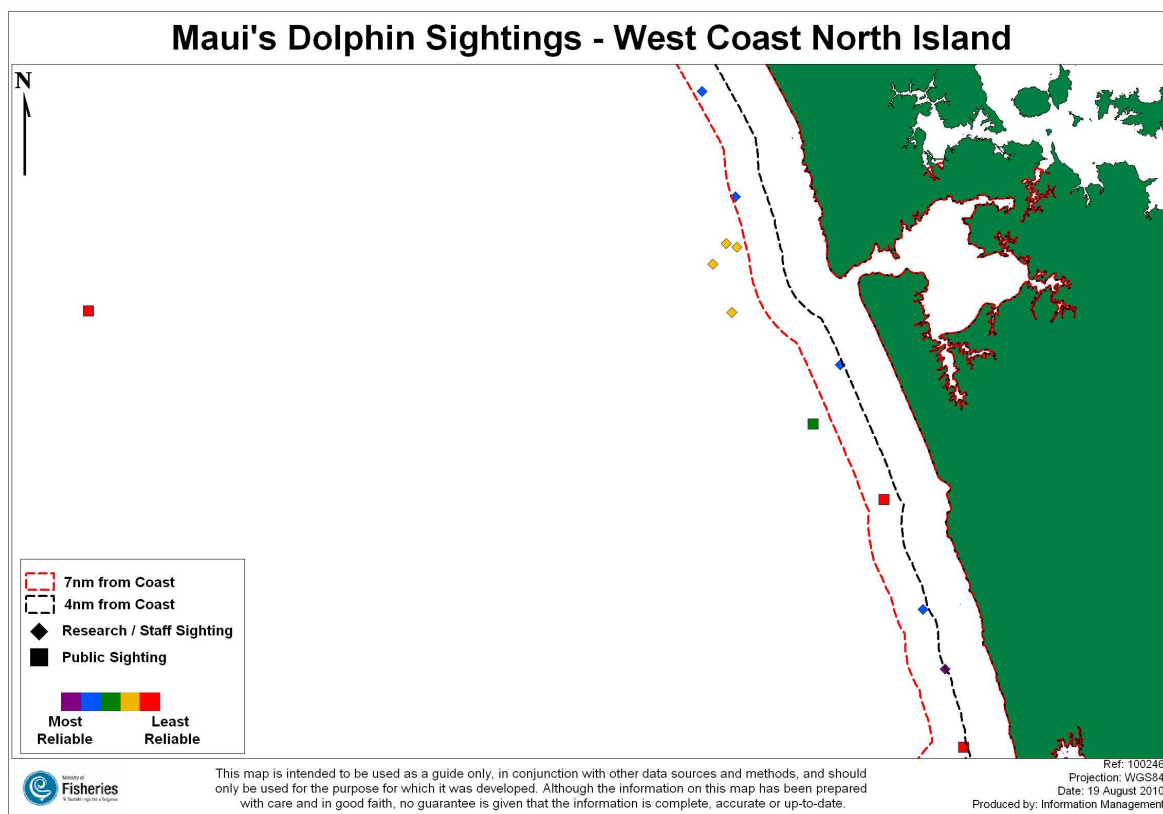 Maui's Dolphin Sightings - West Coast North Island
N
7nm from Coast
4nm from Coast
Research / Staff Sighting
Public Sighting
Most Reliable
Least Reliable
Ministry of
Fisheries
This map is intended to be used as a guide only, in conjunction with other data sources and methods, and should
only be used for the purpose for which it was developed. Although the information on this map has been prepared
with care and in good faith, no guarantee is given that the information is complete, accurate or up-to-date.
Ref: 100246
Projection: WGS84
Date: 19 August 2010
Produced by: Information Management